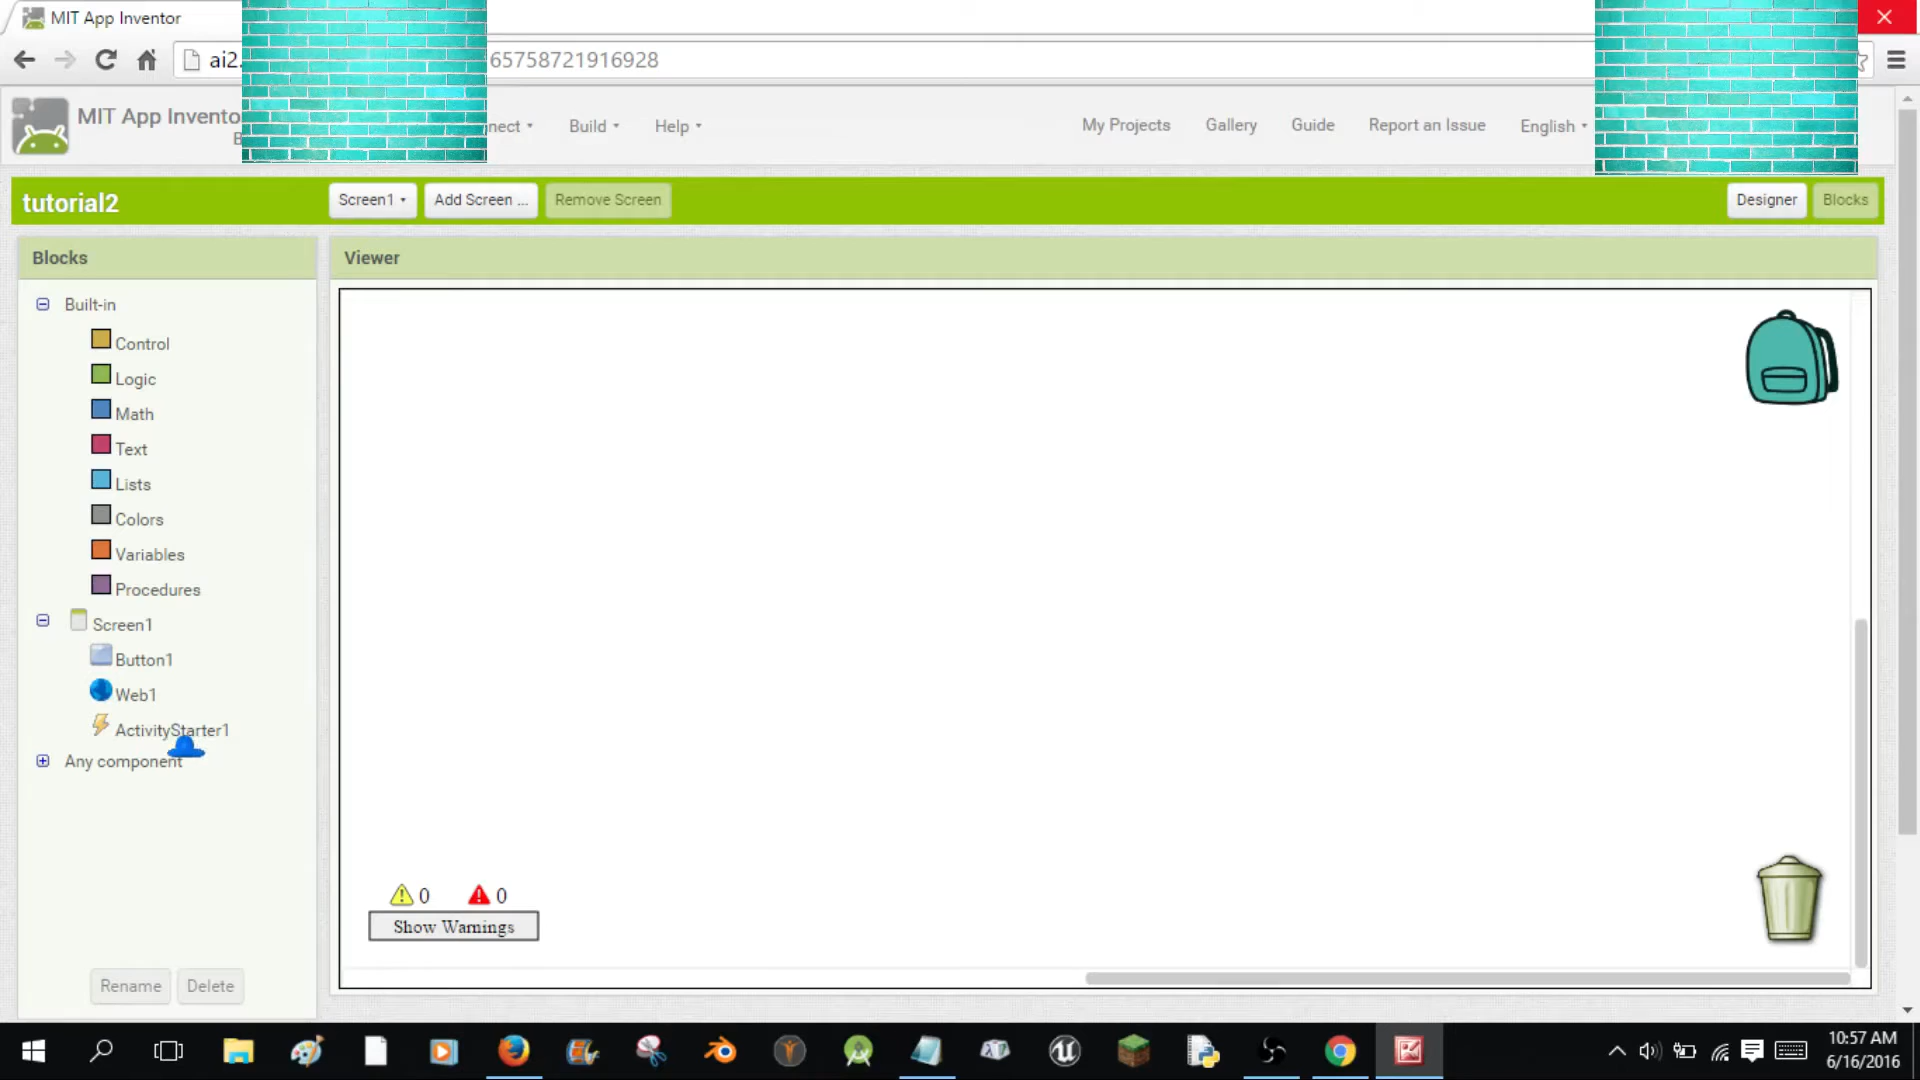 MIT App Inventor
ai2.
65758721916928
MIT App Invento
nect
Build
Help
My Projects
Gallery
Guide
Report an Issue
English
tutorial2
Screen1
Add Screen ...
Remove Screen
Designer
Blocks
Blocks
Viewer
Built-in
Control
Logic
Math
Text
Lists
Colors
Variables
Procedures
Screen1
Button1
Web1
ActivityStarter1
Any component
0
0
Show Warnings
Rename
Delete
10:57 AM
6/16/2016